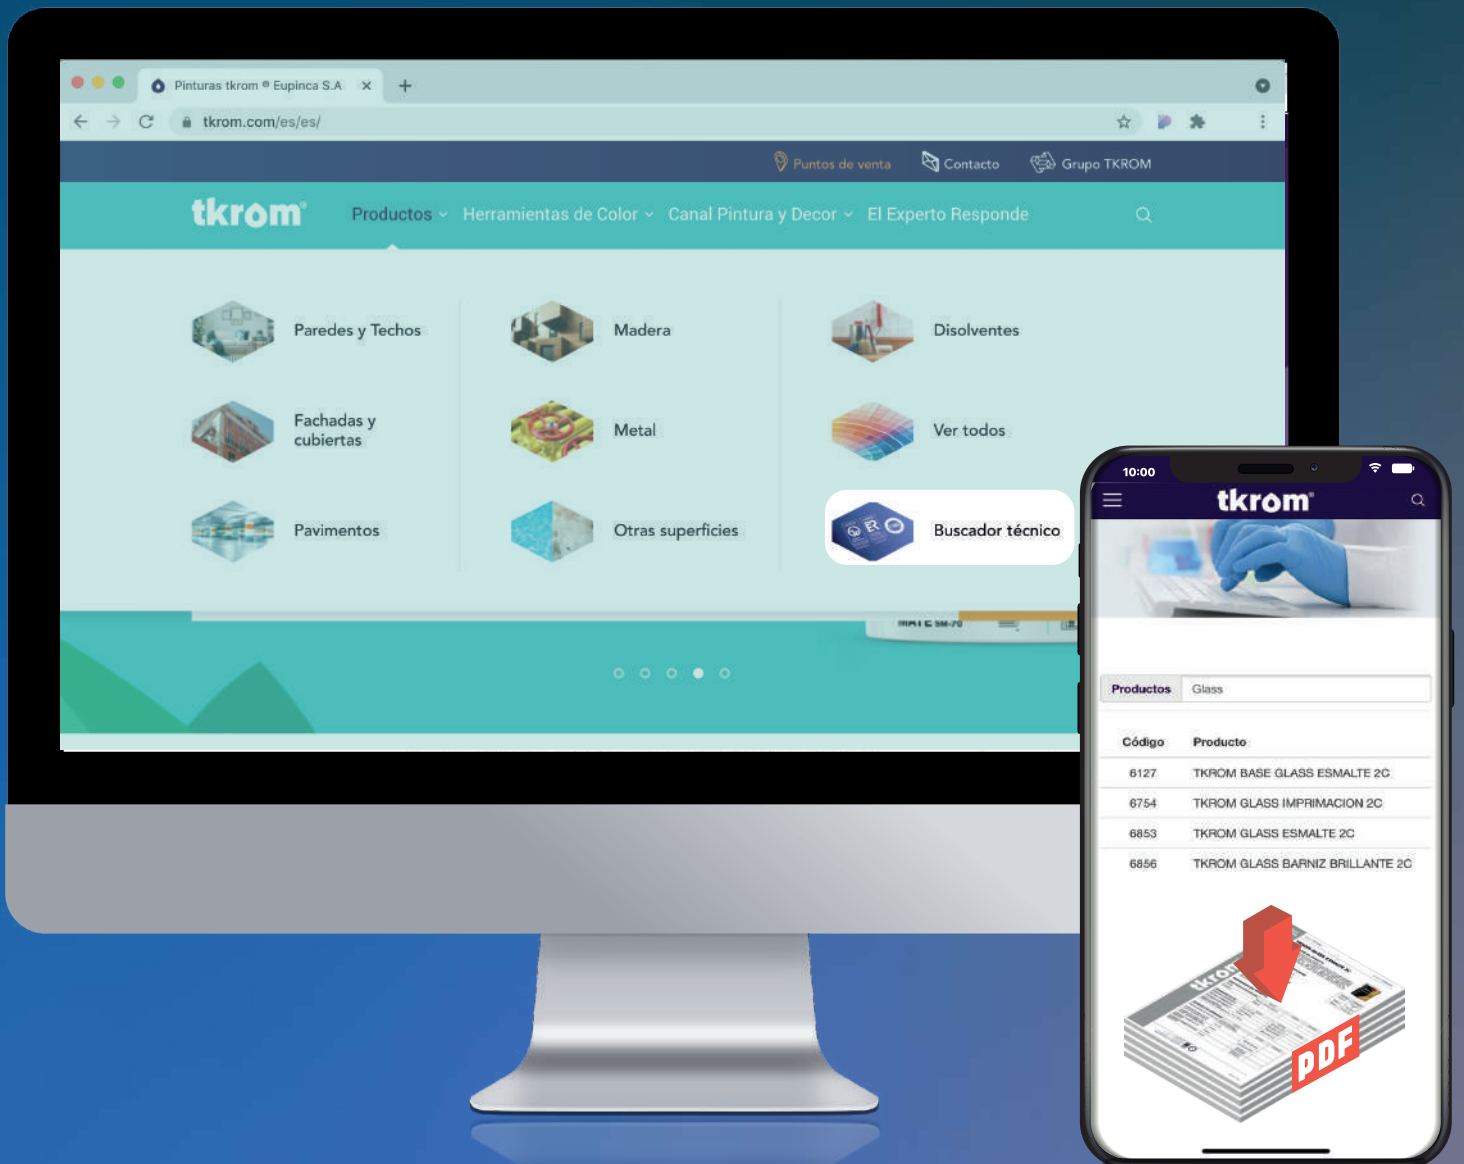 Pinturas tkrom ® Eupinca S.A
tkrom.com/es/es/
Puntos de venta
Contacto
Grupo TKROM
tkrom®
Productos
Herramientas de Color
Canal Pintura y Decor
El Experto Responde
Paredes y Techos
Madera
Disolventes
Fachadas y
cubiertas
Metal
Ver todos
Pavimentos
Otras superficies
Buscador técnico
MATE SM-70
10:00
tkrom®
Productos Glass
Código Producto
6127 TKROM BASE GLASS ESMALTE 2C
6754 TKROM GLASS IMPRIMACION 2C
6853 TKROM GLASS ESMALTE 2C
6856 TKROM GLASS BARNIZ BRILLANTE 2C
PDF